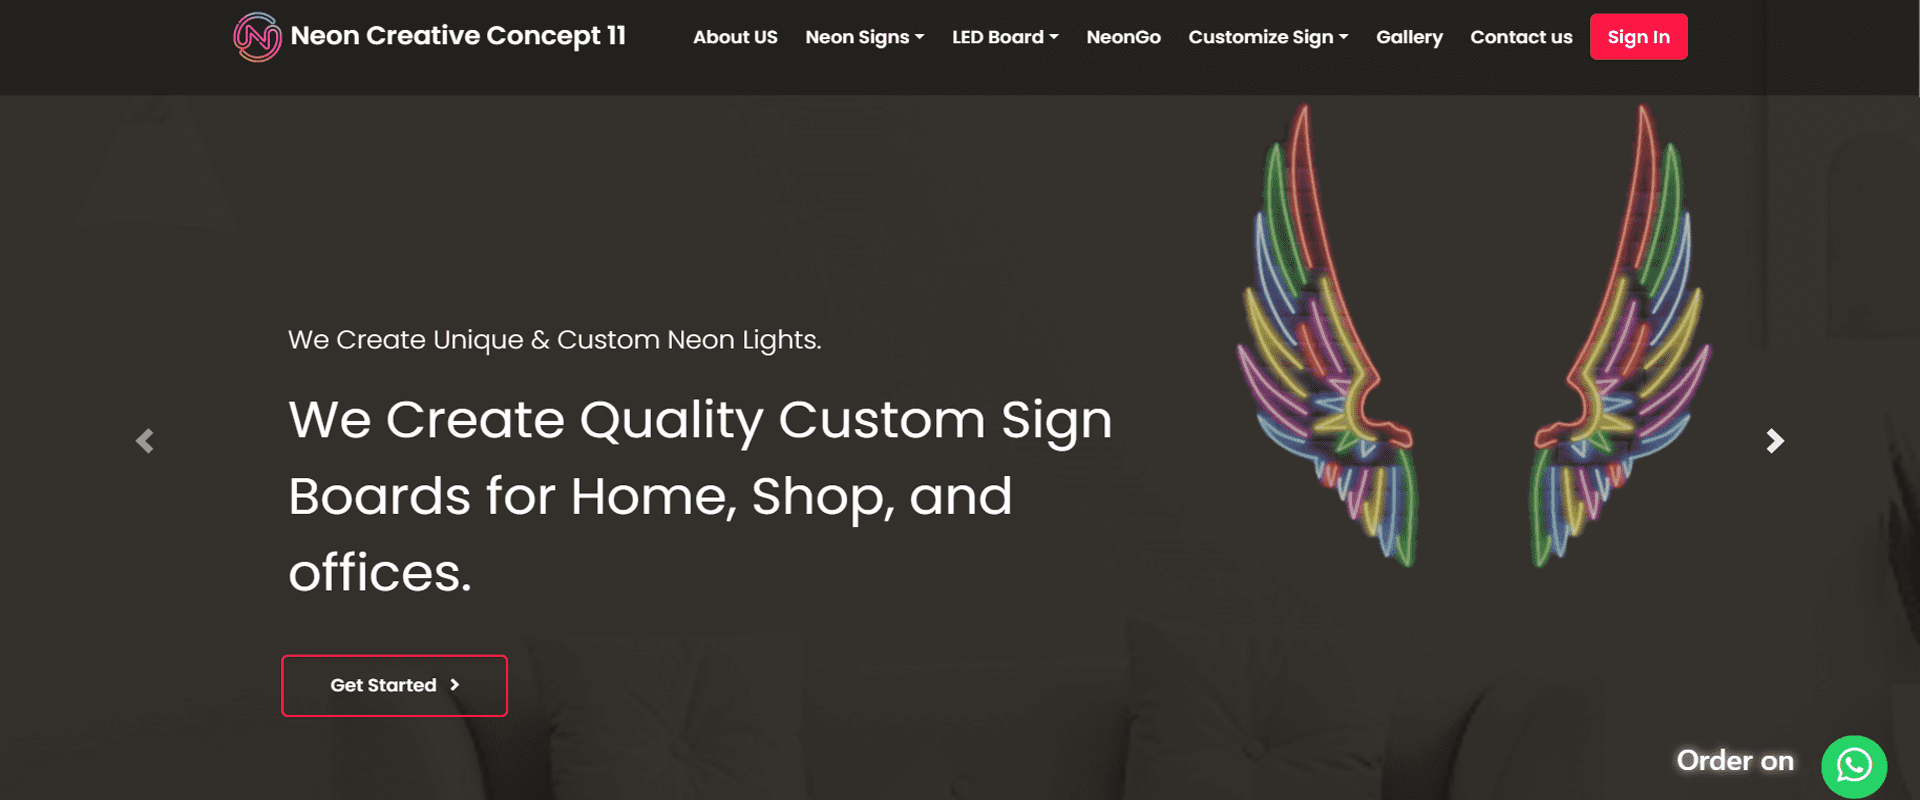 Neon Creative Concept 11
About US
Neon Signs
LED Board
NeonGo
Customize Sign
Gallery
Contact us
Sign In
We Create Unique & Custom Neon Lights.
We Create Quality Custom Sign
Boards for Home, Shop, and
offices.
Get Started
Order on